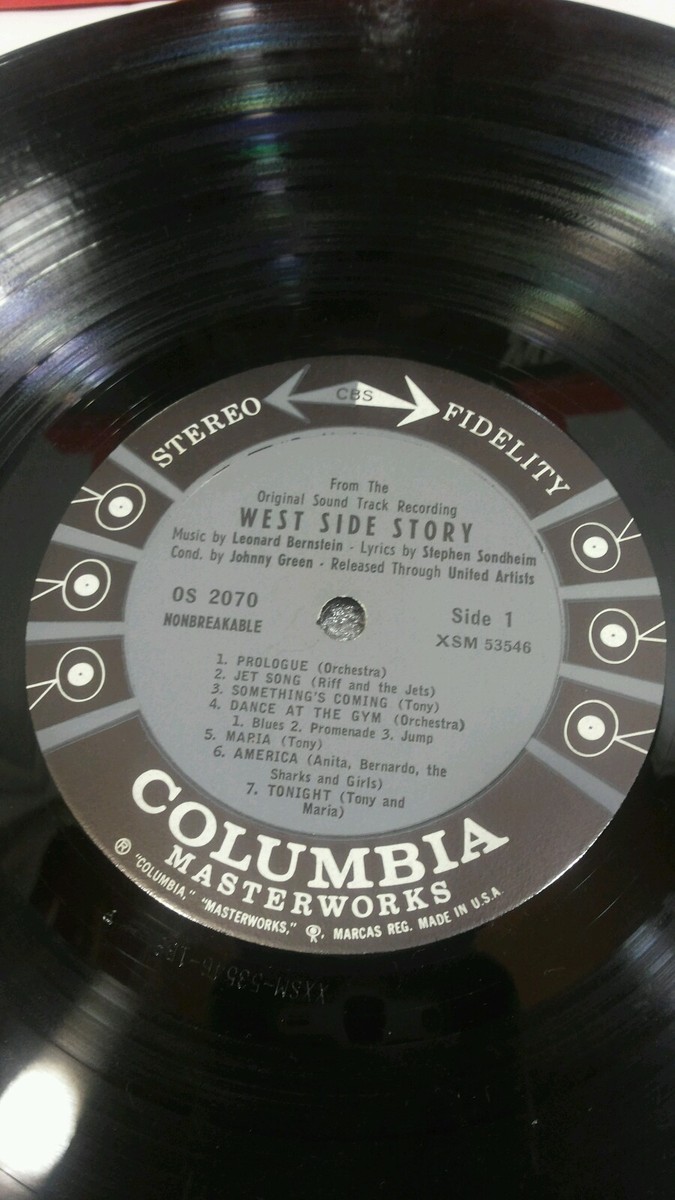 STEREO CBS FIDELITY
From The
Original Sound Track Recording
WEST SIDE STORY
Music by Leonard Bernstein - Lyrics by Stephen Sondheim
Cond. by Johnny Green - Released Through United Artists
OS 2070
NONBREAKABLE
Side 1
XSM 53546
1. PROLOGUE (Orchestra)
2. JET SONG (Riff and the Jets)
3. SOMETHING'S COMING (Tony)
4. DANCE AT THE GYM (Orchestra)
1. Blues 2. Promenade 3. Jump
5. MARIA (Tony)
6. AMERICA (Anita, Bernardo, the
Sharks and Girls)
7. TONIGHT (Tony and
Maria)
COLUMBIA
MASTERWORKS
® "COLUMBIA," "MASTERWORKS," , MARCAS REG. MADE IN U.S.A.